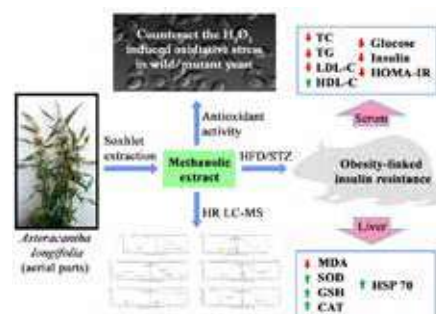 Counteract the H₂O₂
induced oxidative stress
in wild/mutant yeast
TC
TG
LDL-C
HDL-C
Glucose
Insulin
HOMA-IR
Antioxidant
activity
Serum
Soxhlet
extraction
Methanolic
extract
HFD/STZ
Obesity-linked
insulin resistance
HR LC-MS
Liver
Asteracantha
longifolia
(aerial parts)
MDA
SOD
GSH
CAT
HSP 70